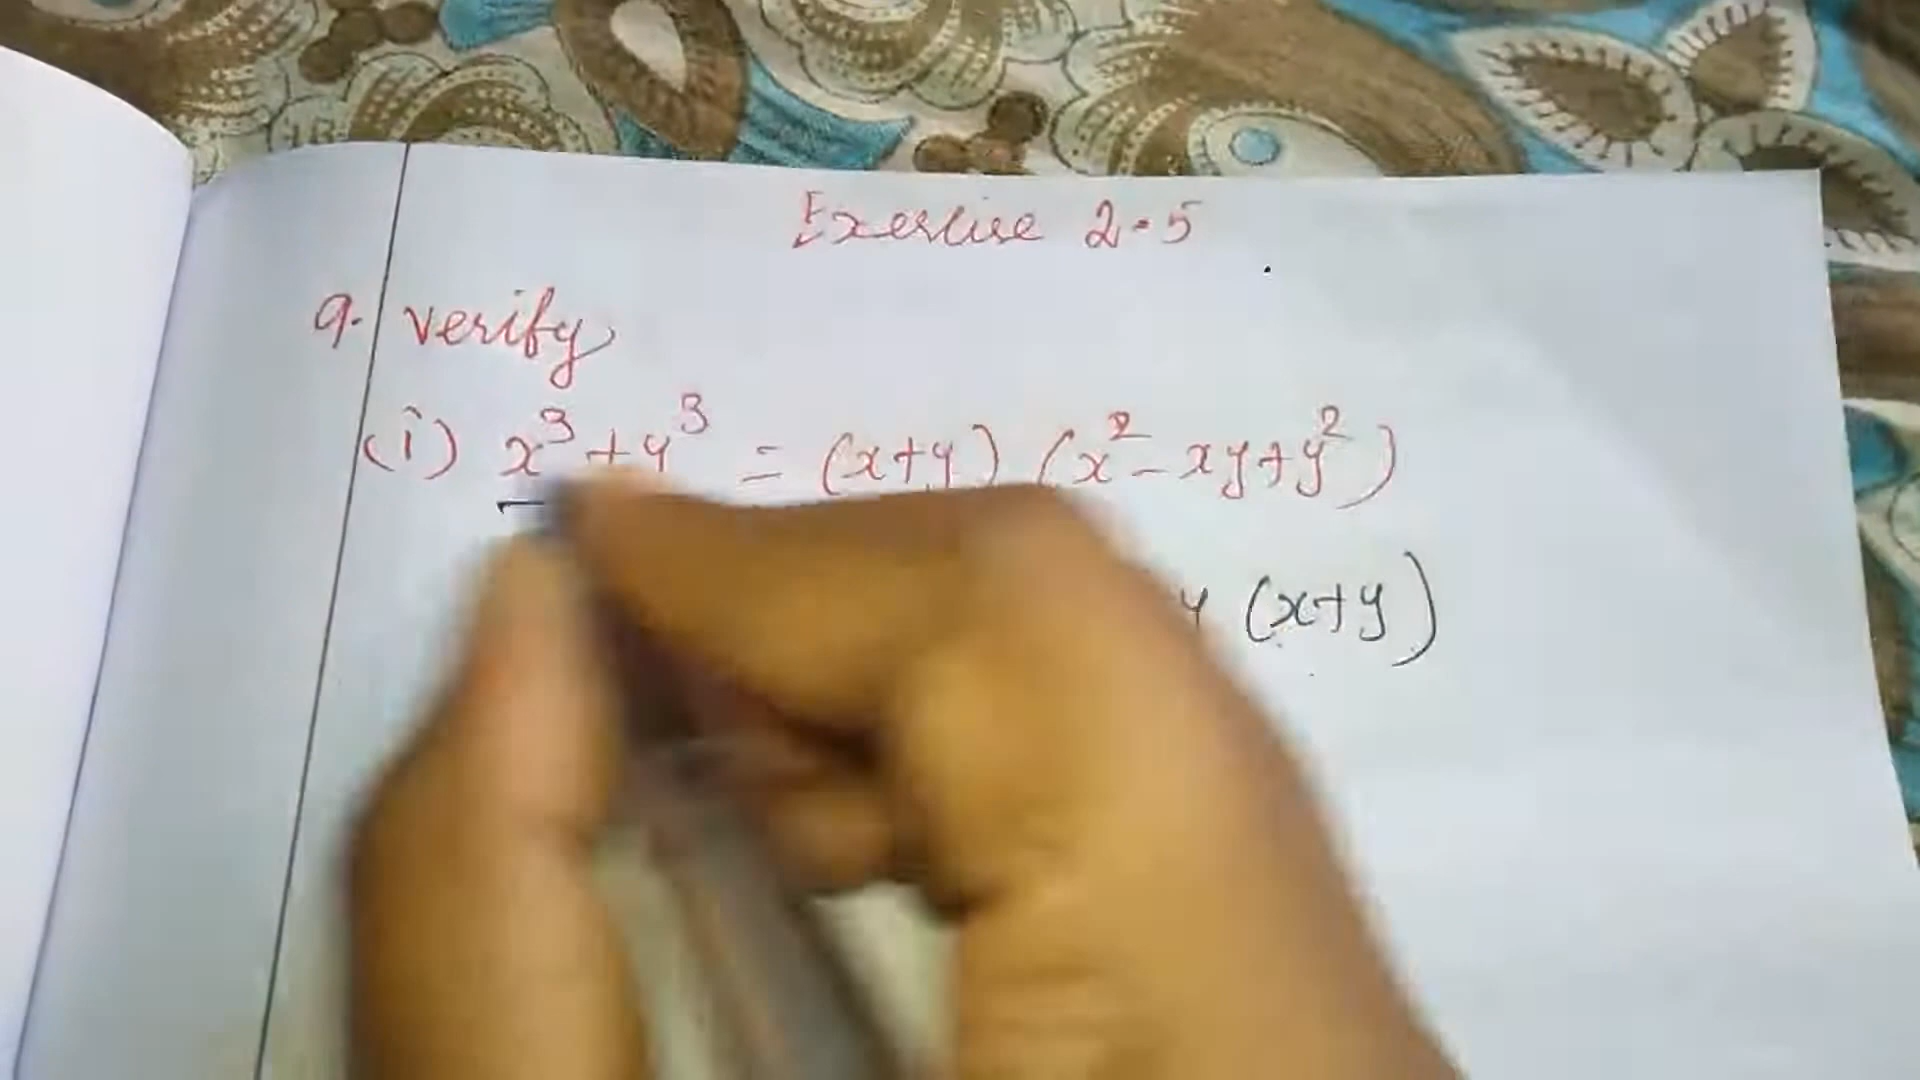 Exercise 2.5
9. Verify
(i) x³+y³ = (x+y) (x²-xy+y²)
y (x+y)